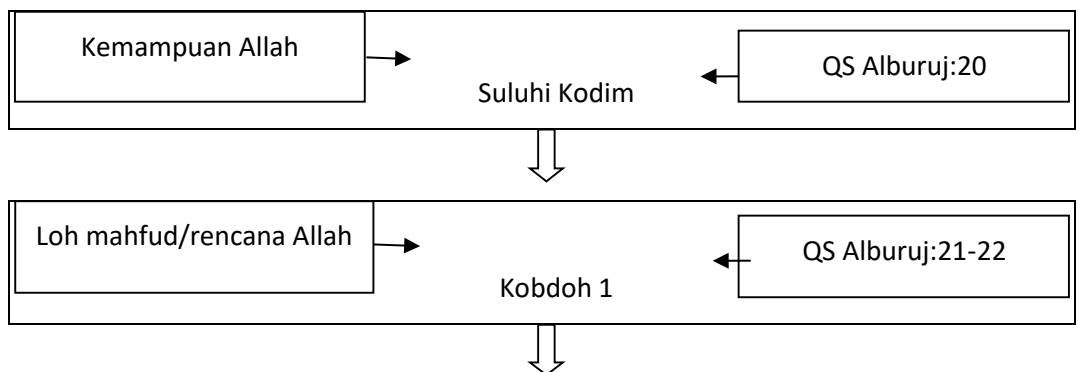 Kemampuan Allah
QS Alburuj:20
Suluhi Kodim
Loh mahfud/rencana Allah
QS Alburuj:21-22
Kobdoh 1